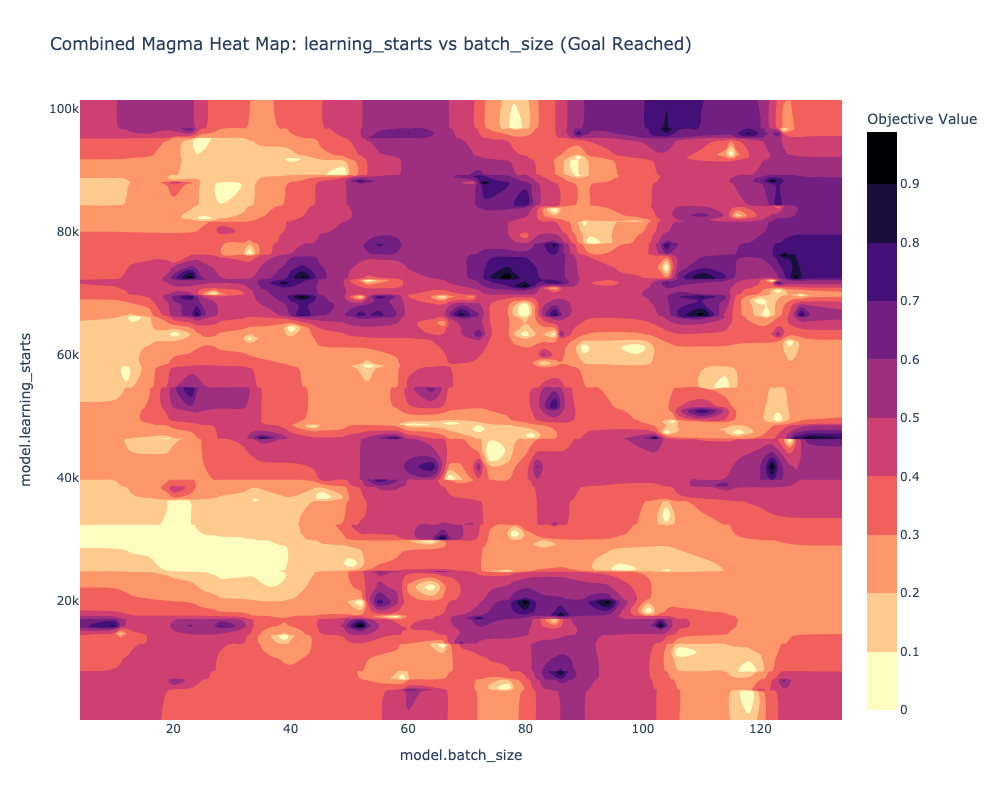 Combined Magma Heat Map: learning_starts vs batch_size (Goal Reached)
Objective Value
100k
80k
60k
40k
20k
model.learning_starts
0.9
0.8
0.7
0.6
0.5
0.4
0.3
0.2
0.1
0
20
40
60
80
100
120
model.batch_size